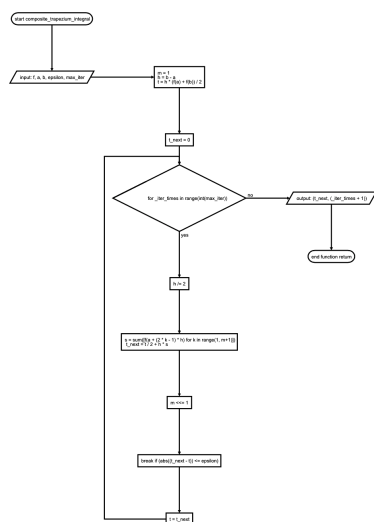 start composite_trapezium_integral
input: f, a, b, epsilon, max_iter
m = 1
h = b - a
t = h * (f(a) + f(b)) / 2
t_next = 0
for _iter_times in range(int(max_iter))
no
output: (t_next, (_iter_times + 1))
yes
end function return
h /= 2
s = sum((f(a + (2 * k - 1) * h) for k in range(1, m+1)))
t_next = t / 2 + h * s
m <<= 1
break if (abs((t_next - t)) <= epsilon)
t = t_next